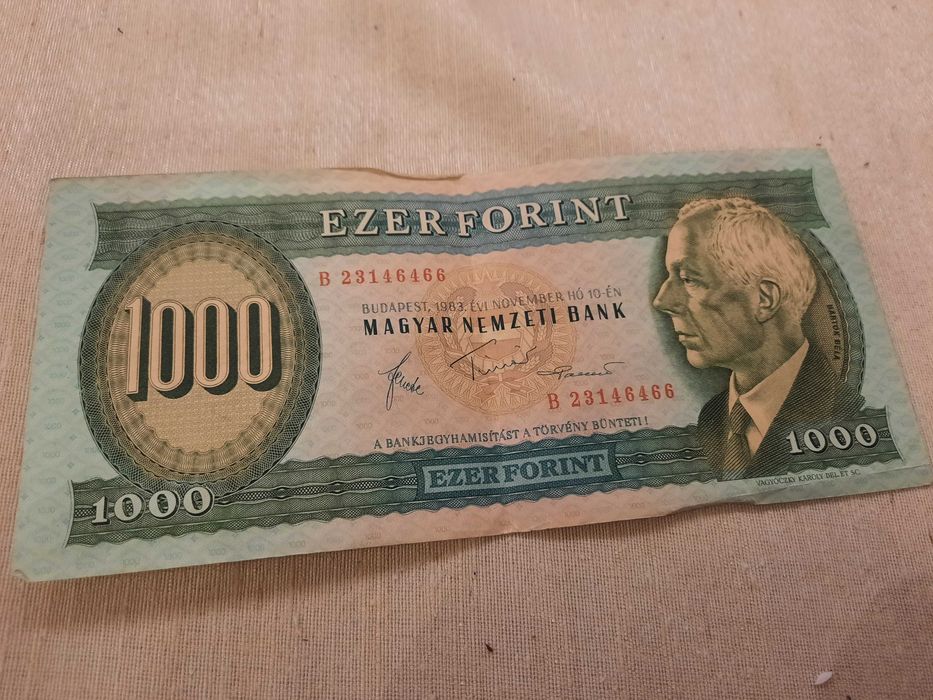 EZER FORINT
B 23146466
BUDAPEST, 1983. ÉVI NOVEMBER HÓ 10-ÉN
MAGYAR NEMZETI BANK
1000
BARTÓK BÉLA
B 23146466
A BANKJEGYHAMISÍTÁST A TÖRVÉNY BÜNTETI!
1000
EZER FORINT
1000
VAGYÓCZKY KÁROLY DEL. ET SC.